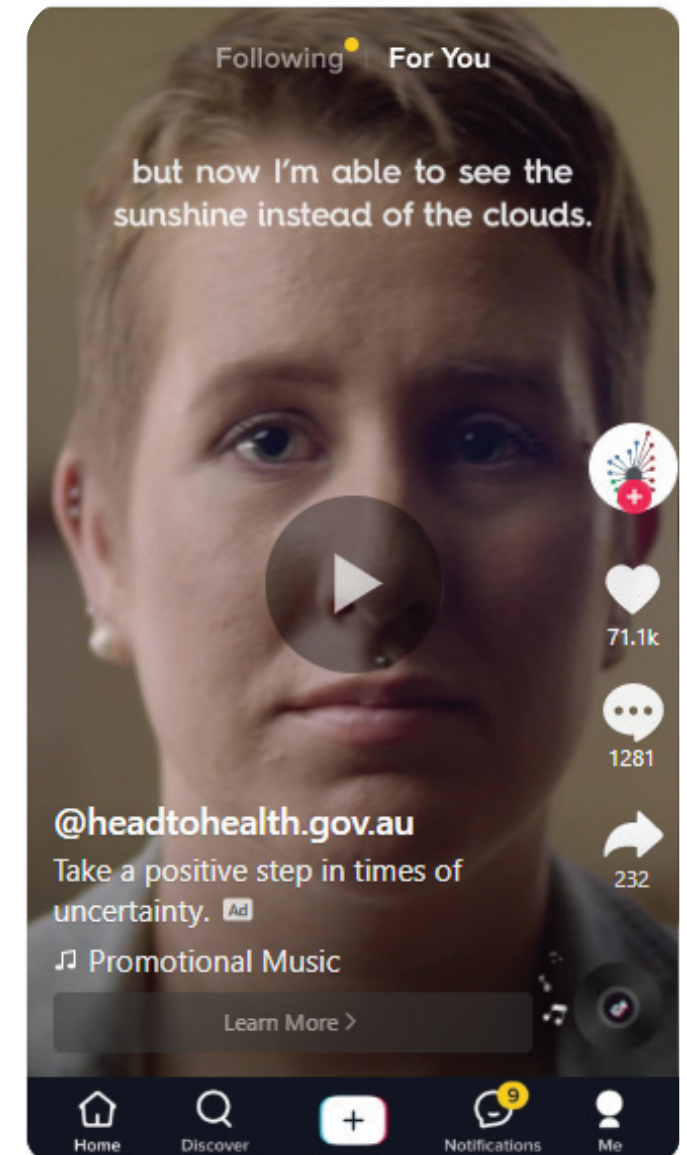 Following For You
but now I'm able to see the
sunshine instead of the clouds.
71.1k
1281
232
@headtohealth.gov.au
Take a positive step in times of
uncertainty. Ad
Promotional Music
Learn More >
9
Home Discover Notifications Me